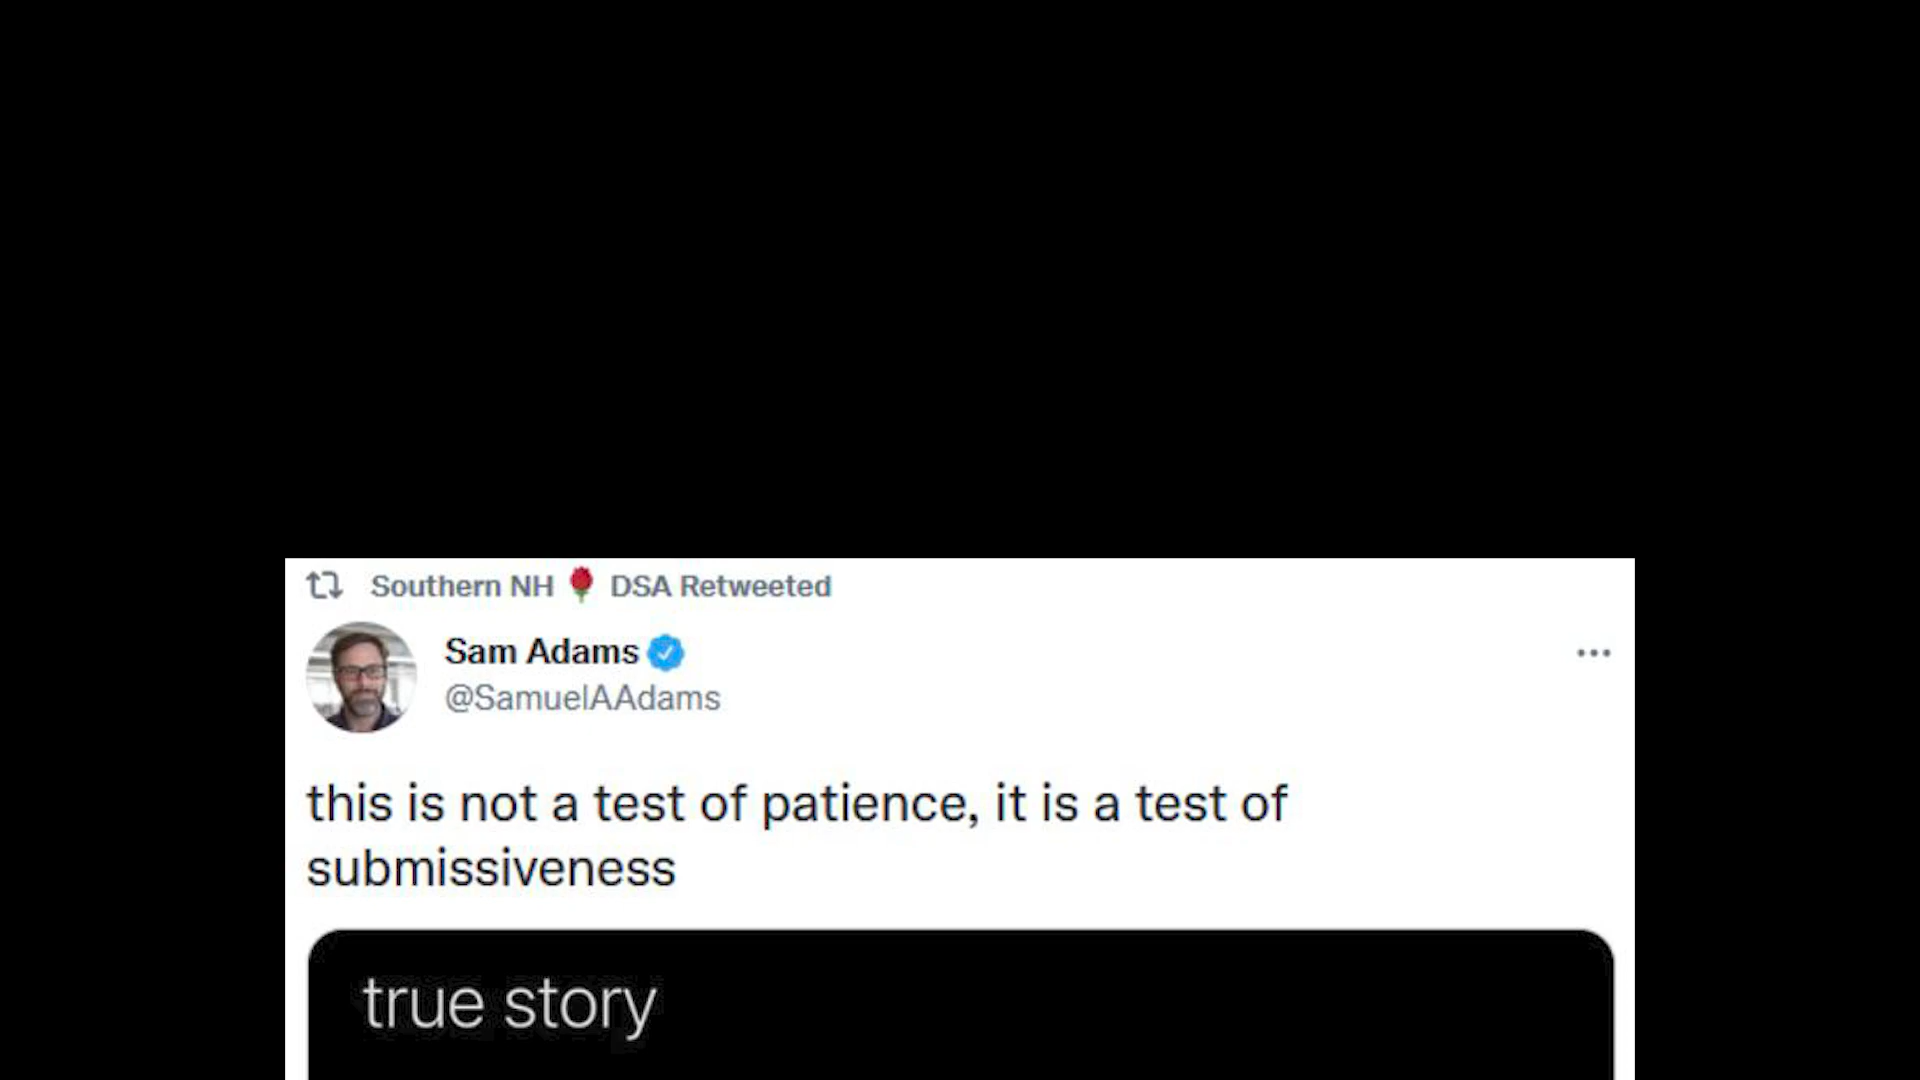 Southern NH 🌹 DSA Retweeted
Sam Adams
@SamuelAAdams
this is not a test of patience, it is a test of
submissiveness
true story